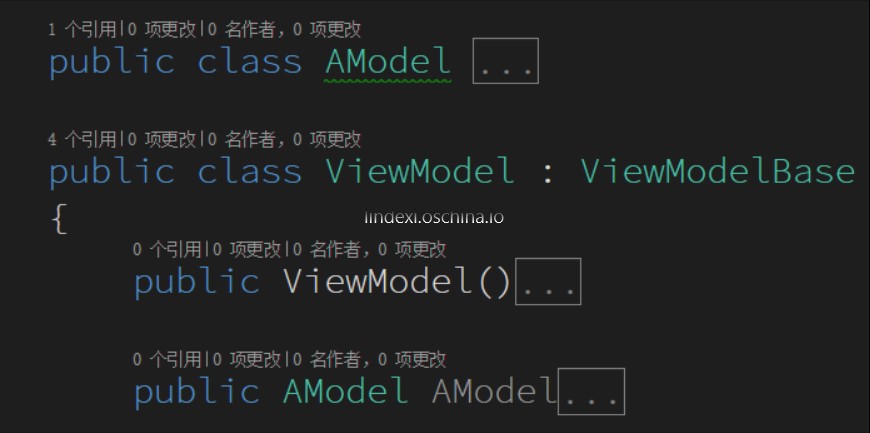 1 个引用|0 项更改|0 名作者，0 项更改
public class AModel ...
4 个引用|0 项更改|0 名作者，0 项更改
public class ViewModel : ViewModelBase
{
lindexi.oschina.io
0 个引用|0 项更改|0 名作者，0 项更改
public ViewModel()...
0 个引用|0 项更改|0 名作者，0 项更改
public AModel AModel...